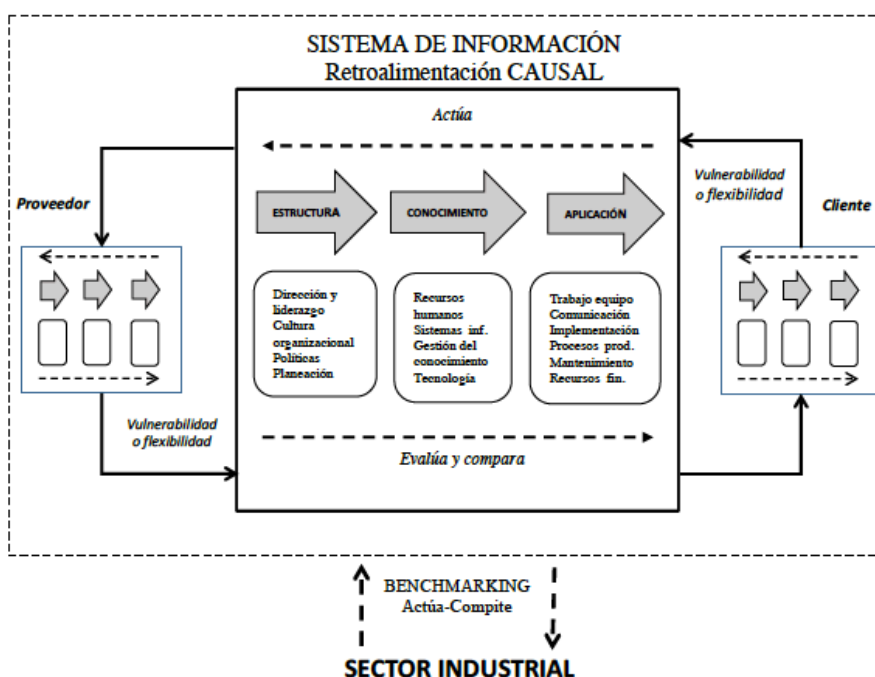 SISTEMA DE INFORMACIÓN
Retroalimentación CAUSAL
Actúa
Proveedor
Vulnerabilidad
o flexibilidad
Cliente
ESTRUCTURA
CONOCIMIENTO
APLICACIÓN
Dirección y
liderazgo
Cultura
organizacional
Políticas
Planeación
Recursos
humanos
Sistemas inf.
Gestión del
conocimiento
Tecnología
Trabajo equipo
Comunicación
Implementación
Procesos prod.
Mantenimiento
Recursos fin.
Vulnerabilidad
o flexibilidad
Evalúa y compara
BENCHMARKING
Actúa-Compite
SECTOR INDUSTRIAL